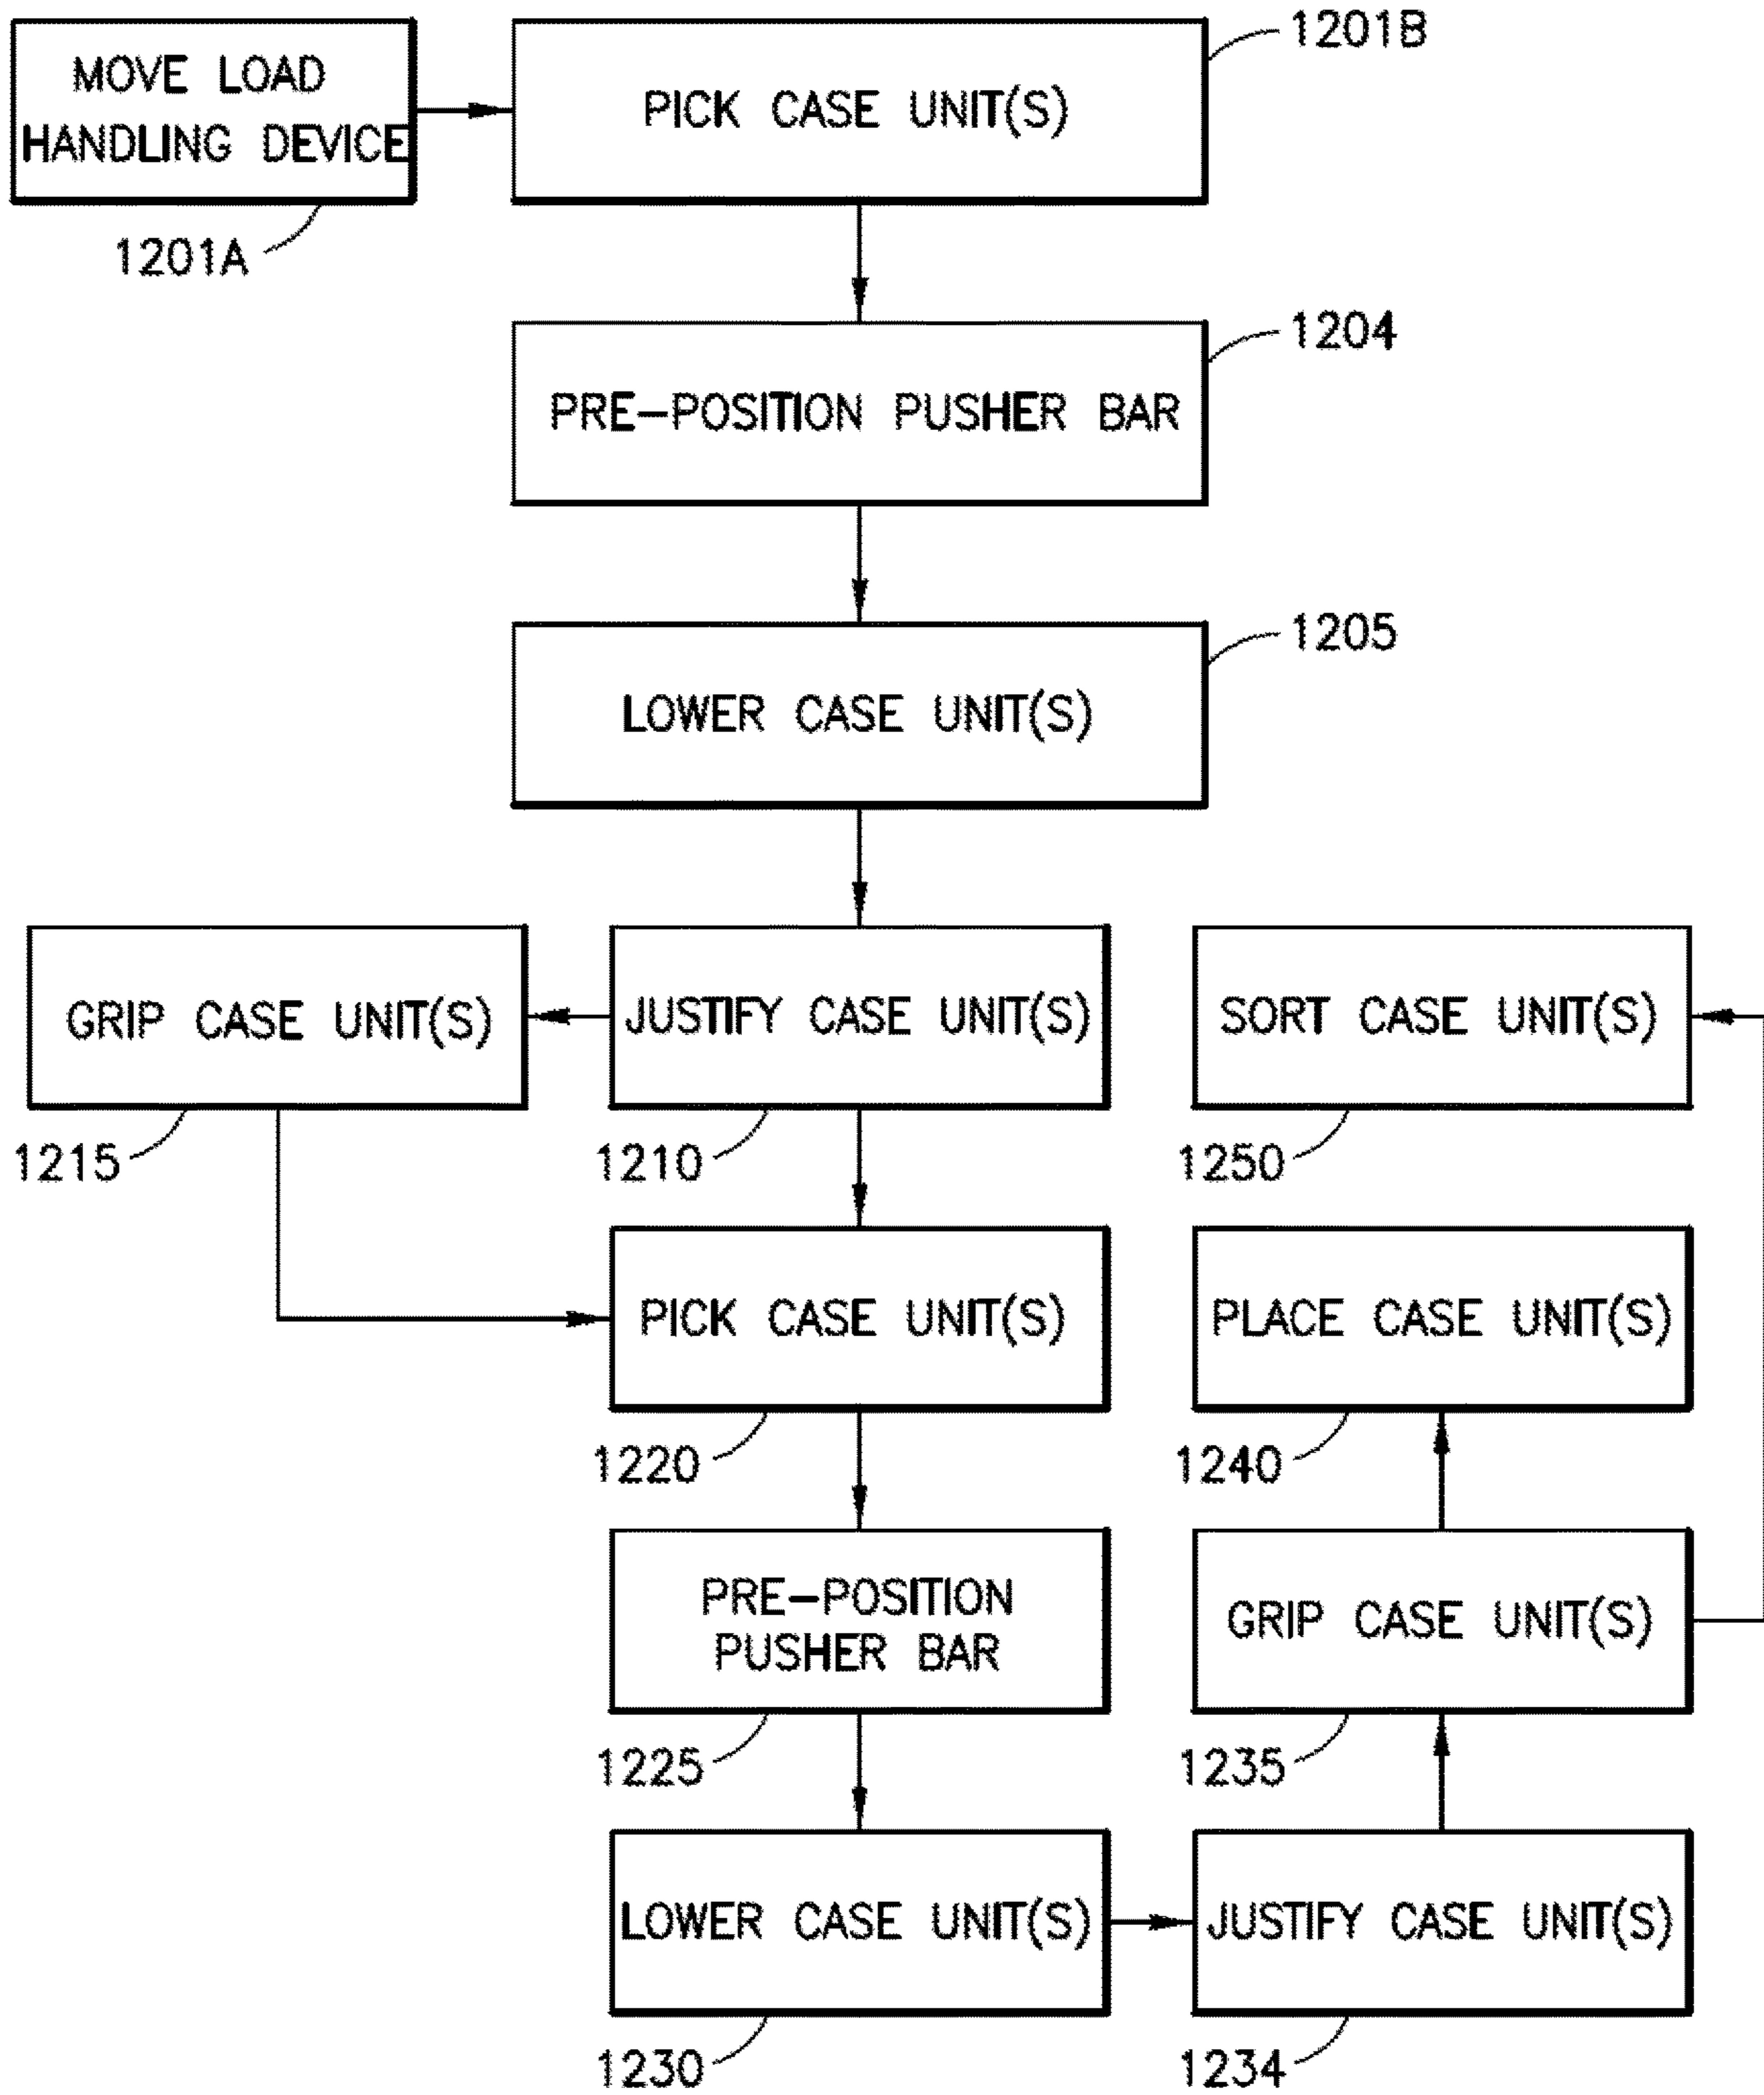 MOVE LOAD
HANDLING DEVICE
1201A
PICK CASE UNIT(S)
1201B
PRE-POSITION PUSHER BAR
1204
LOWER CASE UNIT(S)
1205
GRIP CASE UNIT(S)
1215
JUSTIFY CASE UNIT(S)
1210
SORT CASE UNIT(S)
1250
PICK CASE UNIT(S)
1220
PLACE CASE UNIT(S)
1240
PRE-POSITION
PUSHER BAR
1225
GRIP CASE UNIT(S)
1235
LOWER CASE UNIT(S)
1230
JUSTIFY CASE UNIT(S)
1234